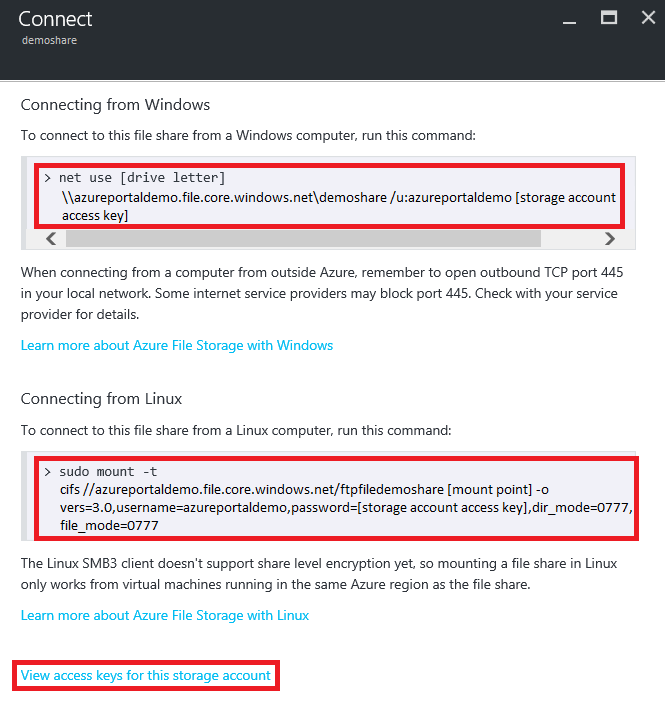 Connect
demoshare
Connecting from Windows
To connect to this file share from a Windows computer, run this command:
> net use [drive letter]
\\azureportaldemo.file.core.windows.net\demoshare /u:azureportaldemo [storage account
access key]
When connecting from a computer from outside Azure, remember to open outbound TCP port 445
in your local network. Some internet service providers may block port 445. Check with your service
provider for details.
Learn more about Azure File Storage with Windows
Connecting from Linux
To connect to this file share from a Linux computer, run this command:
> sudo mount -t
cifs //azureportaldemo.file.core.windows.net/ftpfiledemoshare [mount point] -o
vers=3.0,username=azureportaldemo,password=[storage account access key],dir_mode=0777,
file_mode=0777
The Linux SMB3 client doesn't support share level encryption yet, so mounting a file share in Linux
only works from virtual machines running in the same Azure region as the file share.
Learn more about Azure File Storage with Linux
View access keys for this storage account